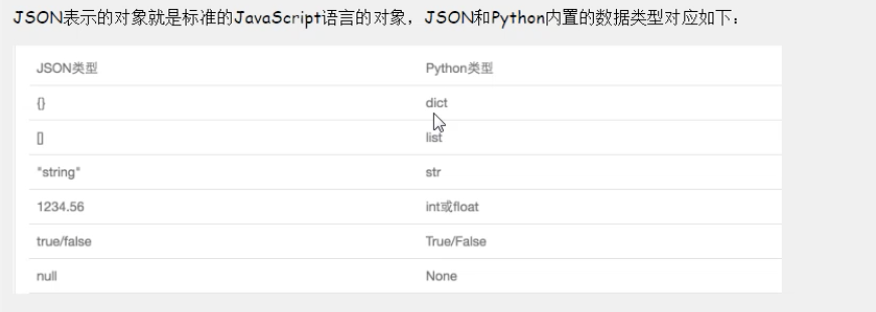 JSON表示的对象就是标准的JavaScript语言的对象，JSON和Python内置的数据类型对应如下：
JSON类型 Python类型
{} dict
[] list
"string" str
1234.56 int或float
true/false True/False
null None